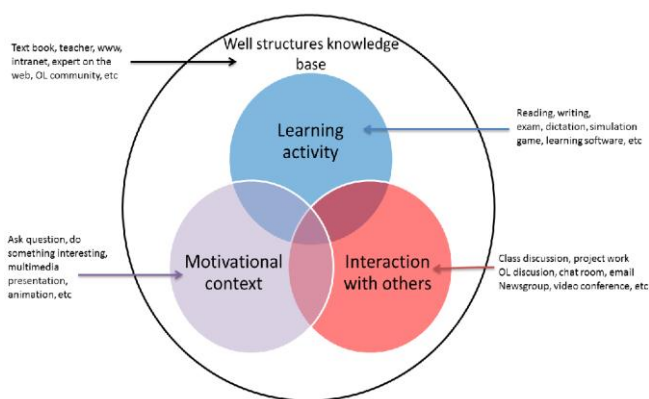 Text book, teacher, www,
intranet, expert on the
web, OL community, etc
Well structures knowledge
base
Learning
activity
Reading, writing,
exam, dictation, simulation
game, learning software, etc
Ask question, do
something interesting,
multimedia
presentation,
animation, etc
Motivational
context
Interaction
with others
Class discussion, project work
OL discusion, chat room, email
Newsgroup, video conference, etc